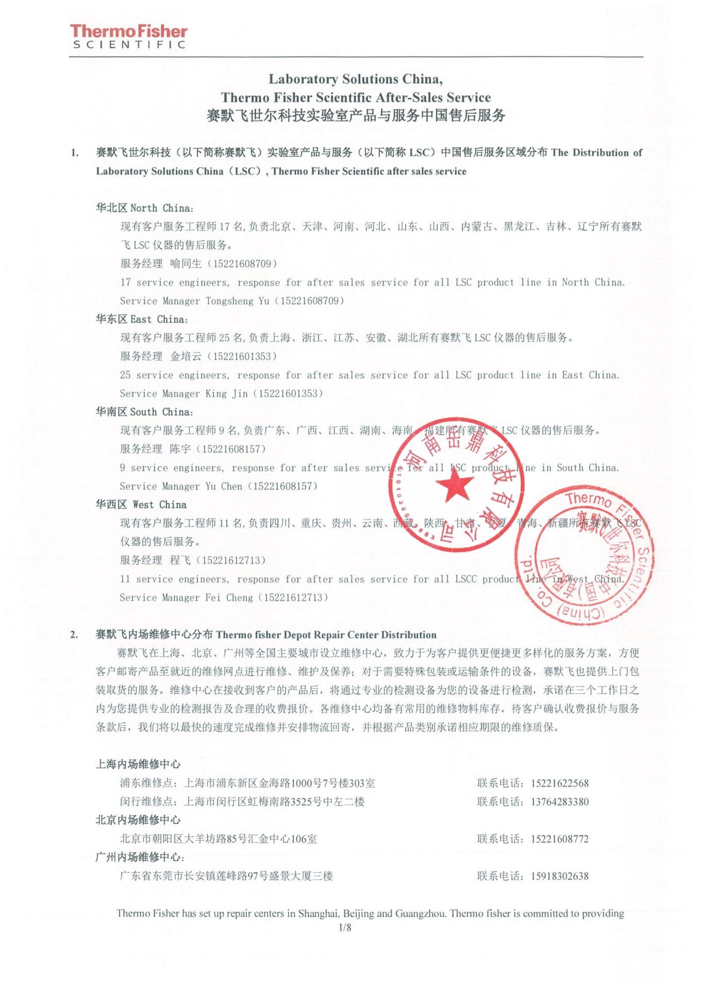 ThermoFisher
SCIENTIFIC
Laboratory Solutions China,
Thermo Fisher Scientific After-Sales Service
赛默飞世尔科技实验室产品与服务中国售后服务
1. 赛默飞世尔科技（以下简称赛默飞）实验室产品与服务（以下简称 LSC）中国售后服务区域分布 The Distribution of
Laboratory Solutions China（LSC）, Thermo Fisher Scientific after sales service
华北区 North China:
现有客户服务工程师 17 名,负责北京、天津、河南、河北、山东、山西、内蒙古、黑龙江、吉林、辽宁所有赛默
飞 LSC 仪器的售后服务。
服务经理 喻同生（15221608709）
17 service engineers, response for after sales service for all LSC product line in North China.
Service Manager Tongsheng Yu（15221608709）
华东区 East China:
现有客户服务工程师 25 名,负责上海、浙江、江苏、安徽、湖北所有赛默飞 LSC 仪器的售后服务。
服务经理 金培云（15221601353）
25 service engineers, response for after sales service for all LSC product line in East China.
Service Manager King Jin（15221601353）
华南区 South China:
现有客户服务工程师 9 名,负责广东、广西、江西、湖南、海南、福建所有赛默飞 LSC 仪器的售后服务。
服务经理 陈宇（15221608157）
9 service engineers, response for after sales service for all LSC product line in South China.
Service Manager Yu Chen（15221608157）
华西区 West China
现有客户服务工程师 11 名,负责四川、重庆、贵州、云南、西藏、陕西、甘肃、宁夏、青海、新疆所有赛默飞 LSC
仪器的售后服务。
服务经理 程飞（15221612713）
11 service engineers, response for after sales service for all LSCC product line in West China.
Service Manager Fei Cheng（15221612713）
河南岳鼎科技有限公司
Thermo Fisher Scientific (China) Co., Ltd.
赛默飞世尔科技(中国)有限公司
2. 赛默飞内场维修中心分布 Thermo fisher Depot Repair Center Distribution
赛默飞在上海、北京、广州等全国主要城市设立维修中心，致力于为客户提供更便捷更多样化的服务方案，方便
客户邮寄产品至就近的维修网点进行维修、维护及保养；对于需要特殊包装或运输条件的设备，赛默飞也提供上门包
装取货的服务。维修中心在接收到客户的产品后，将通过专业的检测设备为您的设备进行检测，承诺在三个工作日之
内为您提供专业的检测报告及合理的收费报价。各维修中心均备有常用的维修物料库存，待客户确认收费报价与服务
条款后，我们将以最快的速度完成维修并安排物流回寄，并根据产品类别承诺相应期限的维修质保。
上海内场维修中心
浦东维修点：上海市浦东新区金海路1000号7号楼303室 联系电话：15221622568
闵行维修点：上海市闵行区虹梅南路3525号中左二楼 联系电话：13764283380
北京内场维修中心
北京市朝阳区大羊坊路85号汇金中心106室 联系电话：15221608772
广州内场维修中心：
广东省东莞市长安镇莲峰路97号盛景大厦三楼 联系电话：15918302638
Thermo Fisher has set up repair centers in Shanghai, Beijing and Guangzhou. Thermo fisher is committed to providing
1/8